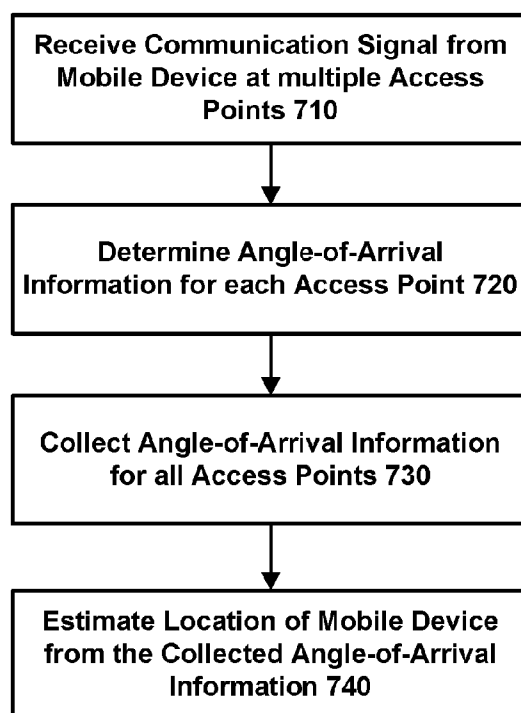 Receive Communication Signal from
Mobile Device at multiple Access
Points 710
Determine Angle-of-Arrival
Information for each Access Point 720
Collect Angle-of-Arrival Information
for all Access Points 730
Estimate Location of Mobile Device
from the Collected Angle-of-Arrival
Information 740